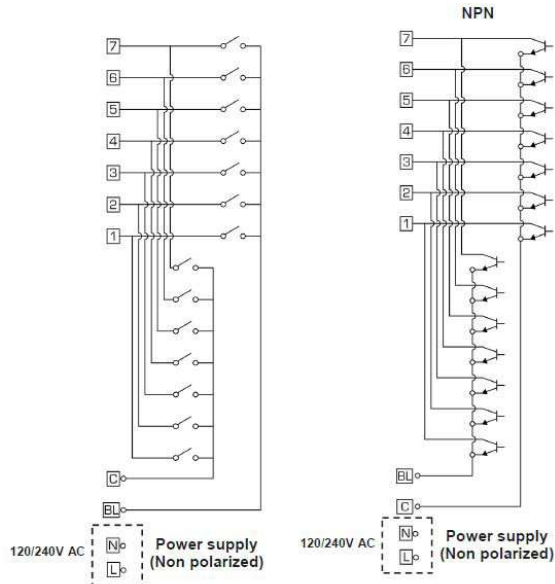 NPN
7
6
5
4
3
2
1
C
BL
120/240V AC
N
L
Power supply
(Non polarized)
7
6
5
4
3
2
1
BL
C
120/240V AC
N
L
Power supply
(Non polarized)